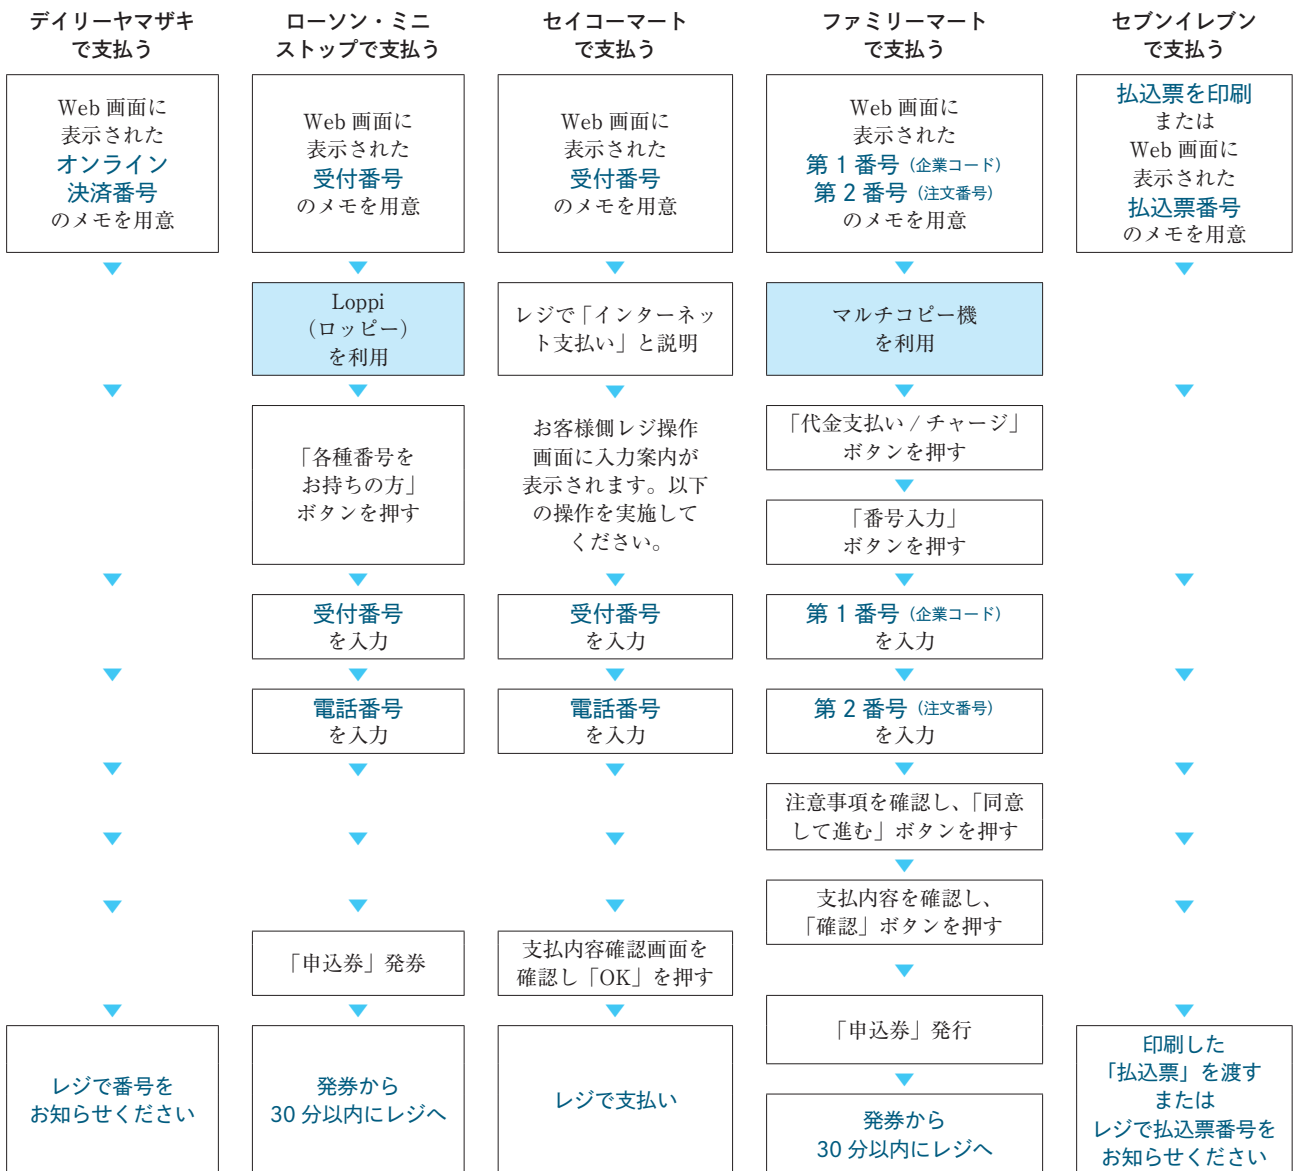 デイリーヤマザキ
で支払う
Web 画面に
表示された
オンライン
決済番号
のメモを用意
レジで番号を
お知らせください
ローソン・ミニ
ストップで支払う
Web 画面に
表示された
受付番号
のメモを用意
Loppi
（ロッピー）
を利用
「各種番号を
お持ちの方」
ボタンを押す
受付番号
を入力
電話番号
を入力
「申込券」発券
発券から
30 分以内にレジへ
セイコーマート
で支払う
Web 画面に
表示された
受付番号
のメモを用意
レジで「インターネッ
ト支払い」と説明
お客様側レジ操作
画面に入力案内が
表示されます。以下
の操作を実施して
ください。
受付番号
を入力
電話番号
を入力
支払内容確認画面を
確認し「OK」を押す
レジで支払い
ファミリーマート
で支払う
Web 画面に
表示された
第 1 番号（企業コード）
第 2 番号（注文番号）
のメモを用意
マルチコピー機
を利用
「代金支払い / チャージ」
ボタンを押す
「番号入力」
ボタンを押す
第 1 番号（企業コード）
を入力
第 2 番号（注文番号）
を入力
注意事項を確認し、「同意
して進む」ボタンを押す
支払内容を確認し、
「確認」ボタンを押す
「申込券」発行
発券から
30 分以内にレジへ
セブンイレブン
で支払う
払込票を印刷
または
Web 画面に
表示された
払込票番号
のメモを用意
印刷した
「払込票」を渡す
または
レジで払込票番号を
お知らせください